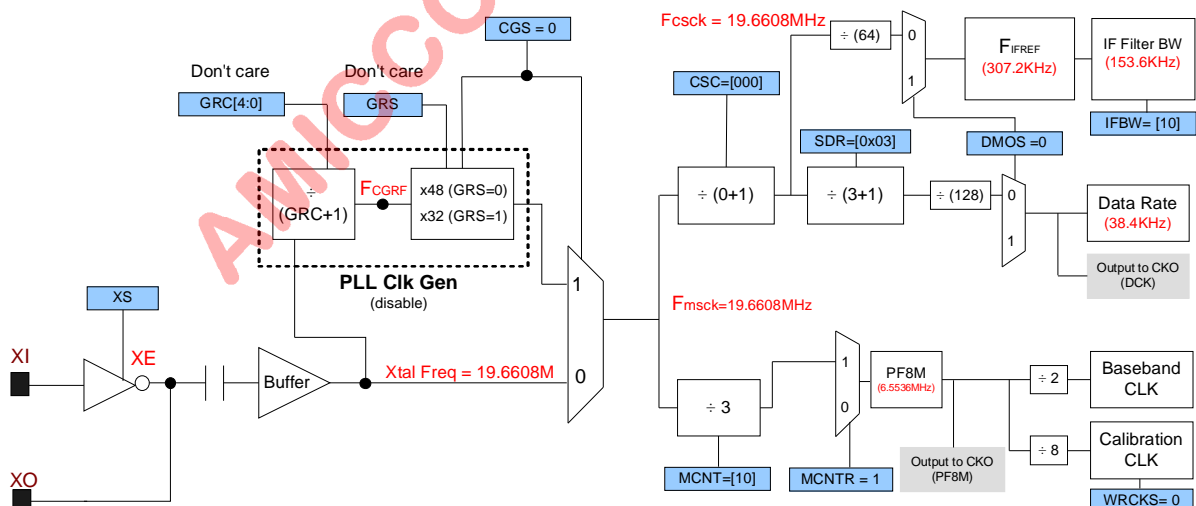 AMICCO
CGS = 0
Don't care
GRC[4:0]
Don't care
GRS
÷
(GRC+1)
FCGRF
x48 (GRS=0)
x32 (GRS=1)
PLL Clk Gen
(disable)
1
0
XS
XI
XE
Buffer
Xtal Freq = 19.6608M
XO
Fcsck = 19.6608MHz
÷ (64)
0
1
FIFREF
(307.2KHz)
IF Filter BW
(153.6KHz)
IFBW= [10]
CSC=[000]
SDR=[0x03]
DMOS =0
÷ (0+1)
÷ (3+1)
÷ (128)
0
1
Data Rate
(38.4KHz)
Output to CKO
(DCK)
Fmsck=19.6608MHz
÷ 3
MCNT=[10]
1
0
MCNTR = 1
PF8M
(6.5536MHz)
Output to CKO
(PF8M)
÷ 2
Baseband
CLK
÷ 8
Calibration
CLK
WRCKS= 0